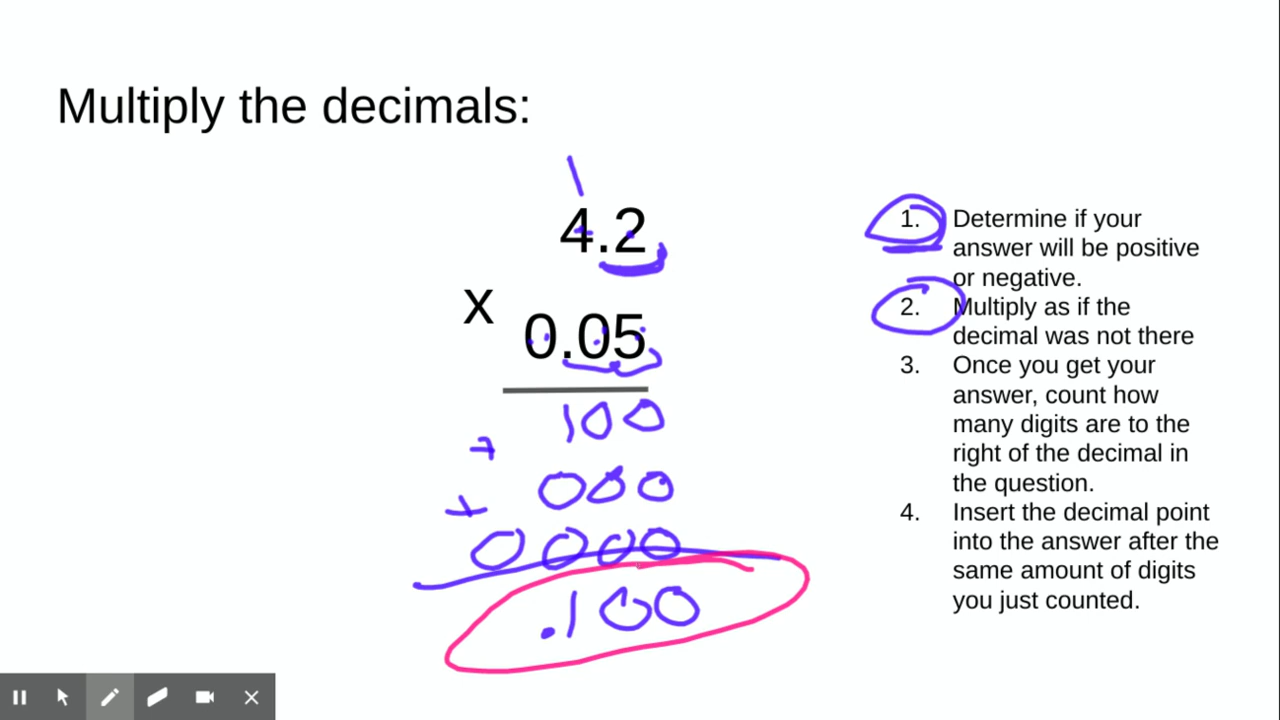 Multiply the decimals:
1
4.2
x
0.05
100
+
000
+
0000
.100
1. Determine if your
answer will be positive
or negative.
2. Multiply as if the
decimal was not there
3. Once you get your
answer, count how
many digits are to the
right of the decimal in
the question.
4. Insert the decimal point
into the answer after the
same amount of digits
you just counted.